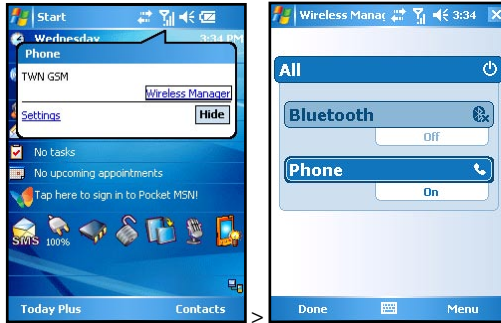 Start
Wednesday
3:34 PM
Phone
TWN GSM
Wireless Manager
Settings
Hide
No tasks
No upcoming appointments
Tap here to sign in to Pocket MSN!
SMS 100%
Today Plus Contacts
>
Wireless Manag 3:34
All
Bluetooth
Off
Phone
On
Done Menu